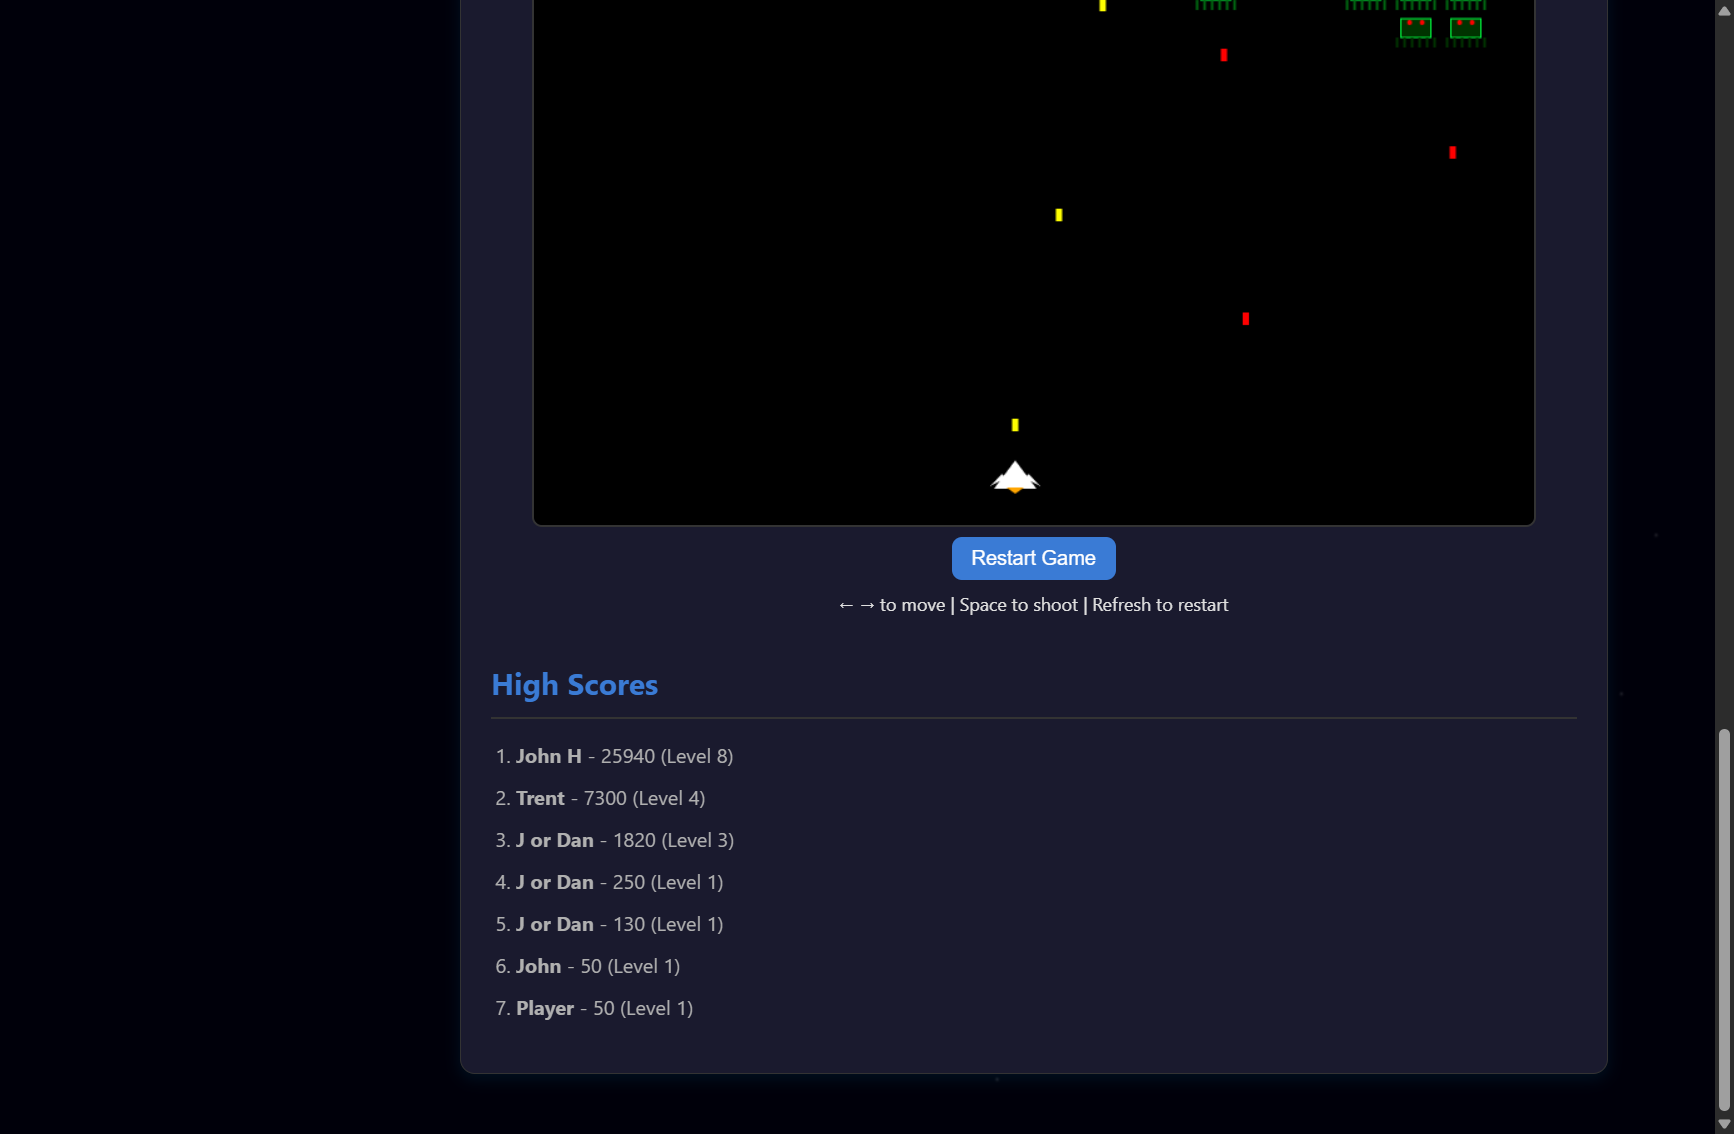 Restart Game
← → to move | Space to shoot | Refresh to restart
High Scores
1. John H - 25940 (Level 8)
2. Trent - 7300 (Level 4)
3. J or Dan - 1820 (Level 3)
4. J or Dan - 250 (Level 1)
5. J or Dan - 130 (Level 1)
6. John - 50 (Level 1)
7. Player - 50 (Level 1)